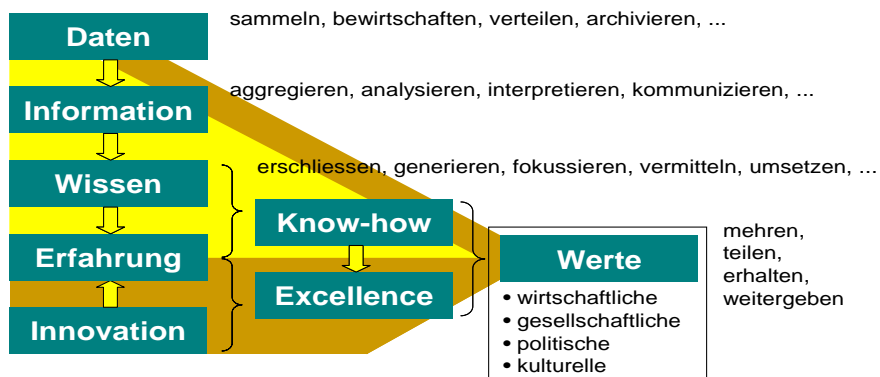 Daten
sammeln, bewirtschaften, verteilen, archivieren, ...
Information
aggregieren, analysieren, interpretieren, kommunizieren, ...
Wissen
erschliessen, generieren, fokussieren, vermitteln, umsetzen, ...
Know-how
Erfahrung
Excellence
Innovation
Werte
• wirtschaftliche
• gesellschaftliche
• politische
• kulturelle
mehren,
teilen,
erhalten,
weitergeben